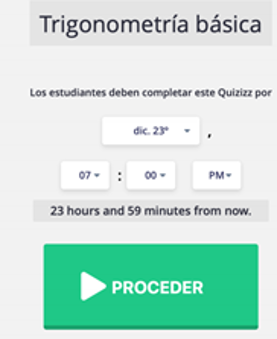 Trigonometría básica
Los estudiantes deben completar este Quizizz por
dic. 23º ,
07 : 00 PM
23 hours and 59 minutes from now.
PROCEDER